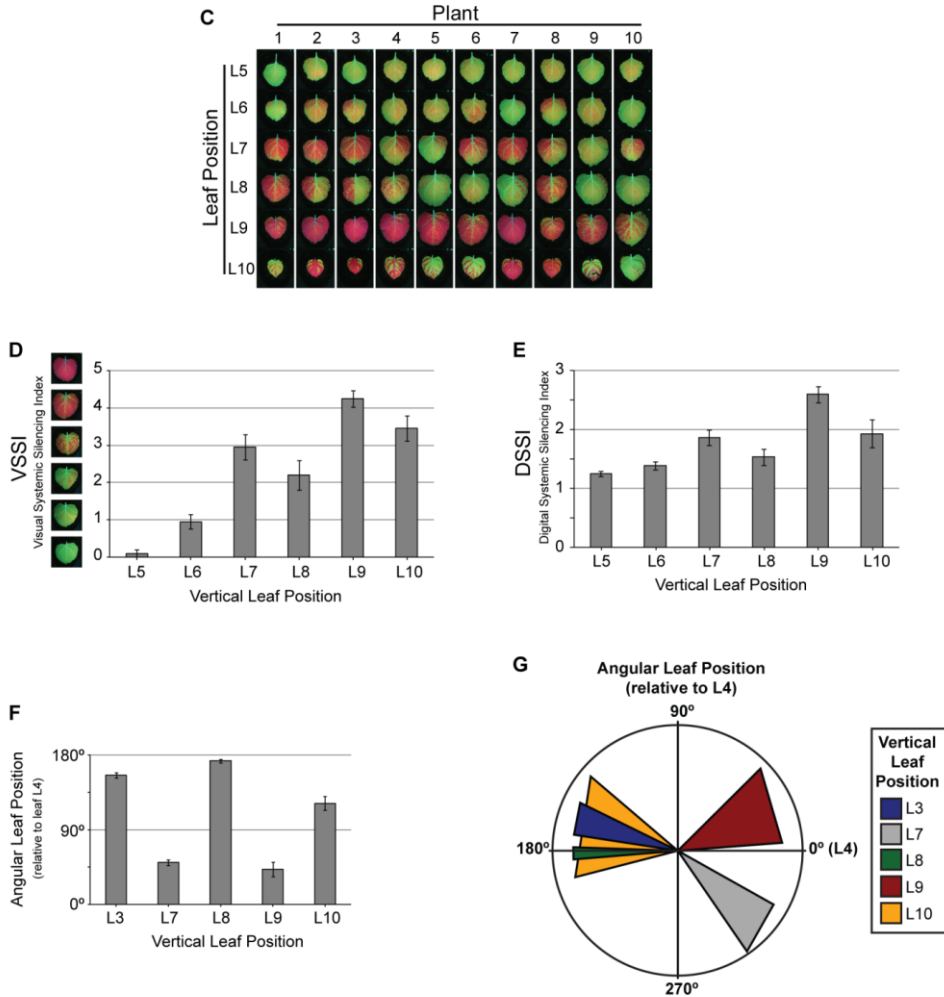 C
Plant
1 2 3 4 5 6 7 8 9 10
Leaf Position
L5
L6
L7
L8
L9
L10
D
VSSI
Visual Systemic Silencing Index
5
4
3
2
1
0
L5 L6 L7 L8 L9 L10
Vertical Leaf Position
E
DSSI
Digital Systemic Silencing Index
3
2
1
0
L5 L6 L7 L8 L9 L10
Vertical Leaf Position
F
Angular Leaf Position
(relative to leaf L4)
180º
90º
0º
L3 L7 L8 L9 L10
Vertical Leaf Position
G
Angular Leaf Position
(relative to L4)
90º
180º
0º (L4)
270º
Vertical
Leaf
Position
L3
L7
L8
L9
L10